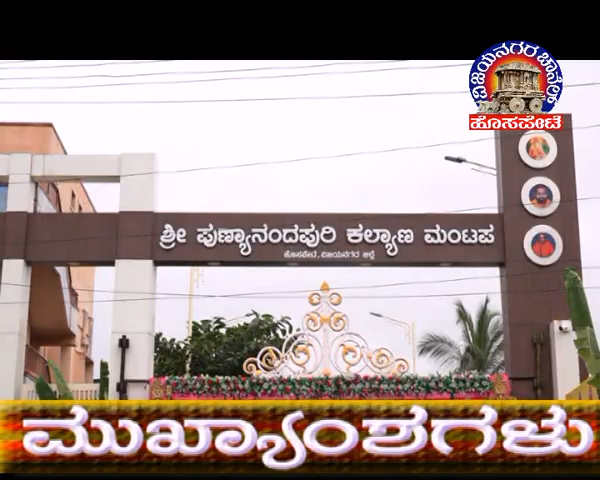 ವಿಜಯನಗರ ಚಾನೆಲ್
ಹೊಸಪೇಟೆ
ಶ್ರೀ ಪುಣ್ಯಾನಂದಪುರಿ ಕಲ್ಯಾಣ ಮಂಟಪ
ಹೊಸಪೇಟೆ, ವಿಜಯನಗರ ಜಿಲ್ಲೆ
ಮುಖ್ಯಾಂಶಗಳು